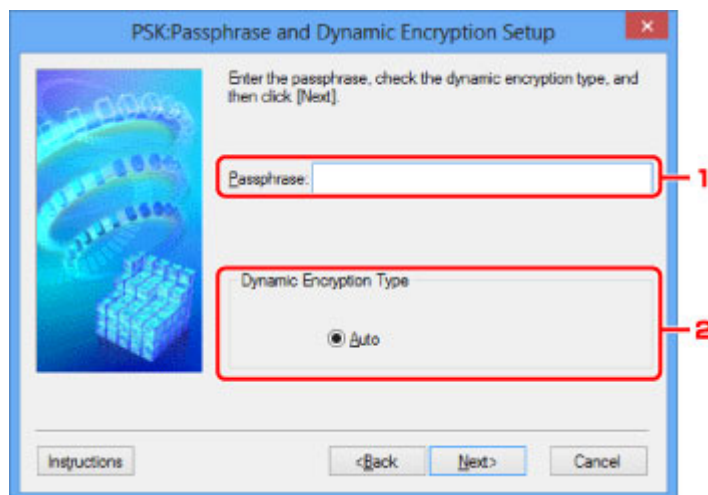 PSK:Passphrase and Dynamic Encryption Setup
Enter the passphrase, check the dynamic encryption type, and
then click [Next].
Passphrase:
1
Dynamic Encryption Type
Auto
2
Instructions
<Back
Next>
Cancel